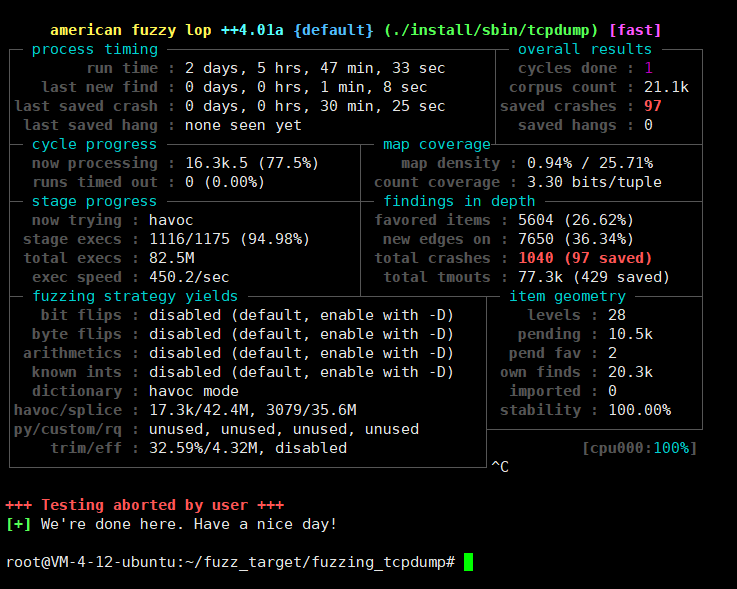 american fuzzy lop ++4.01a {default} (./install/sbin/tcpdump) [fast]
process timing overall results
run time : 2 days, 5 hrs, 47 min, 33 sec cycles done : 1
last new find : 0 days, 0 hrs, 1 min, 8 sec corpus count : 21.1k
last saved crash : 0 days, 0 hrs, 30 min, 25 sec saved crashes : 97
last saved hang : none seen yet saved hangs : 0
cycle progress map coverage
now processing : 16.3k.5 (77.5%) map density : 0.94% / 25.71%
runs timed out : 0 (0.00%) count coverage : 3.30 bits/tuple
stage progress findings in depth
now trying : havoc favored items : 5604 (26.62%)
stage execs : 1116/1175 (94.98%) new edges on : 7650 (36.34%)
total execs : 82.5M total crashes : 1040 (97 saved)
exec speed : 450.2/sec total tmouts : 77.3k (429 saved)
fuzzing strategy yields item geometry
bit flips : disabled (default, enable with -D) levels : 28
byte flips : disabled (default, enable with -D) pending : 10.5k
arithmetics : disabled (default, enable with -D) pend fav : 2
known ints : disabled (default, enable with -D) own finds : 20.3k
dictionary : havoc mode imported : 0
havoc/splice : 17.3k/42.4M, 3079/35.6M stability : 100.00%
py/custom/rq : unused, unused, unused, unused
trim/eff : 32.59%/4.32M, disabled [cpu000:100%]
^C
+++ Testing aborted by user +++
[+] We're done here. Have a nice day!
root@VM-4-12-ubuntu:~/fuzz_target/fuzzing_tcpdump#